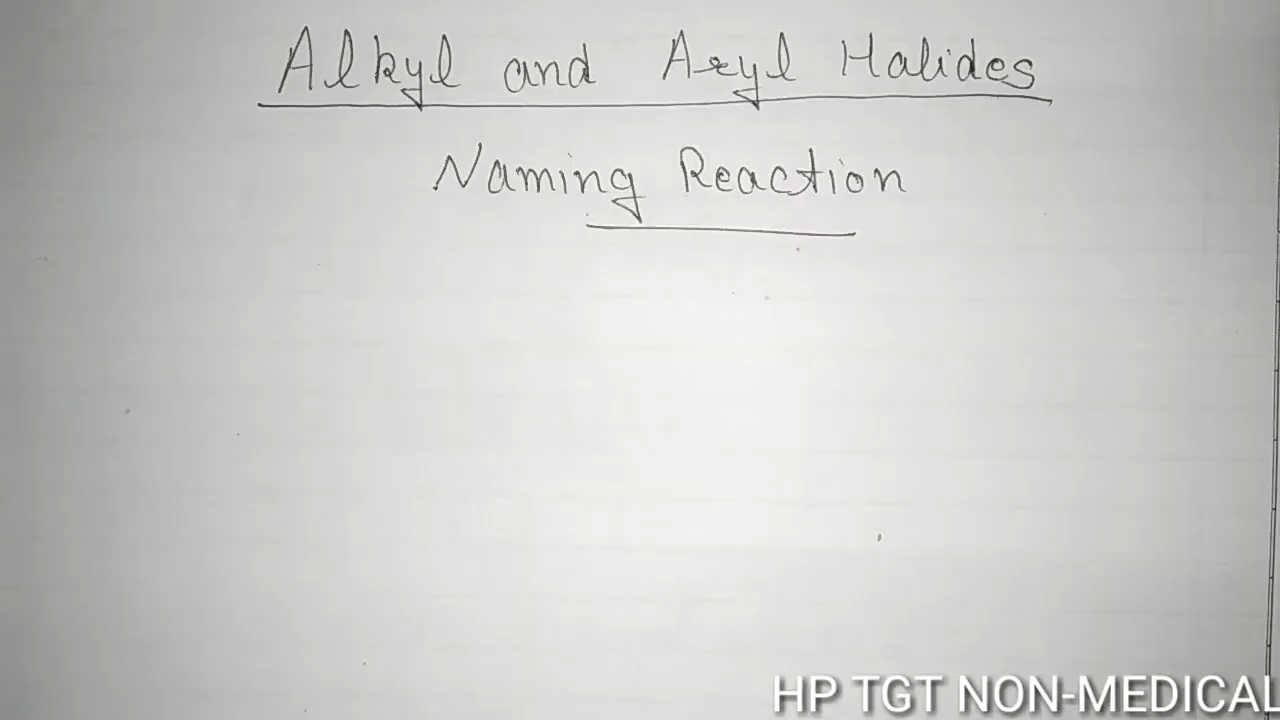 Alkyl and Aryl Halides
Naming Reaction
HP TGT NON-MEDICAL